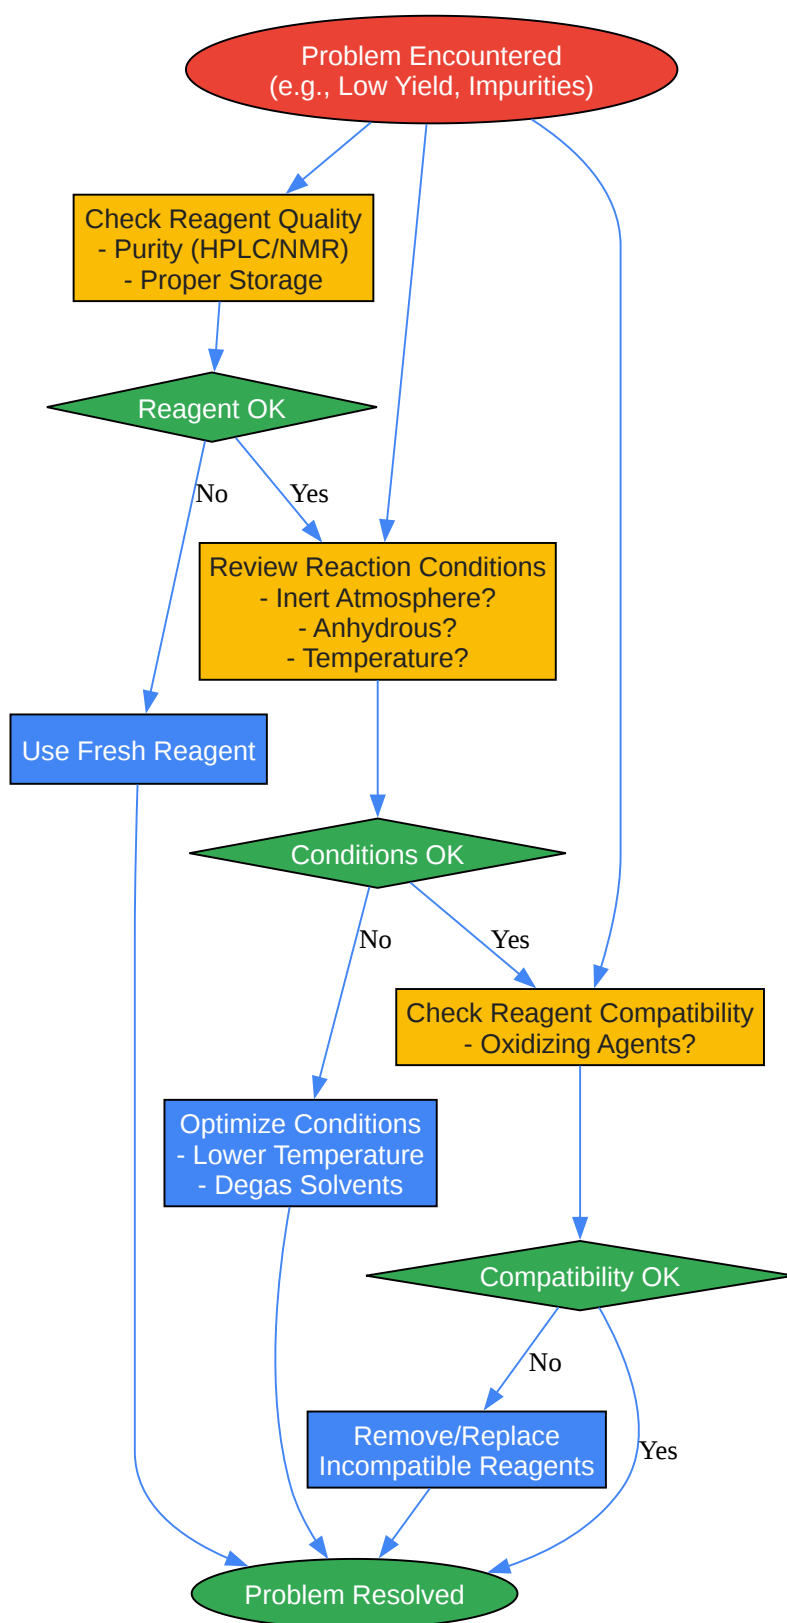 Problem Encountered
(e.g., Low Yield, Impurities)
Check Reagent Quality
- Purity (HPLC/NMR)
- Proper Storage
Reagent OK
No
Yes
Review Reaction Conditions
- Inert Atmosphere?
- Anhydrous?
- Temperature?
Use Fresh Reagent
Conditions OK
No
Yes
Check Reagent Compatibility
- Oxidizing Agents?
Optimize Conditions
- Lower Temperature
- Degas Solvents
Compatibility OK
No
Yes
Remove/Replace
Incompatible Reagents
Problem Resolved